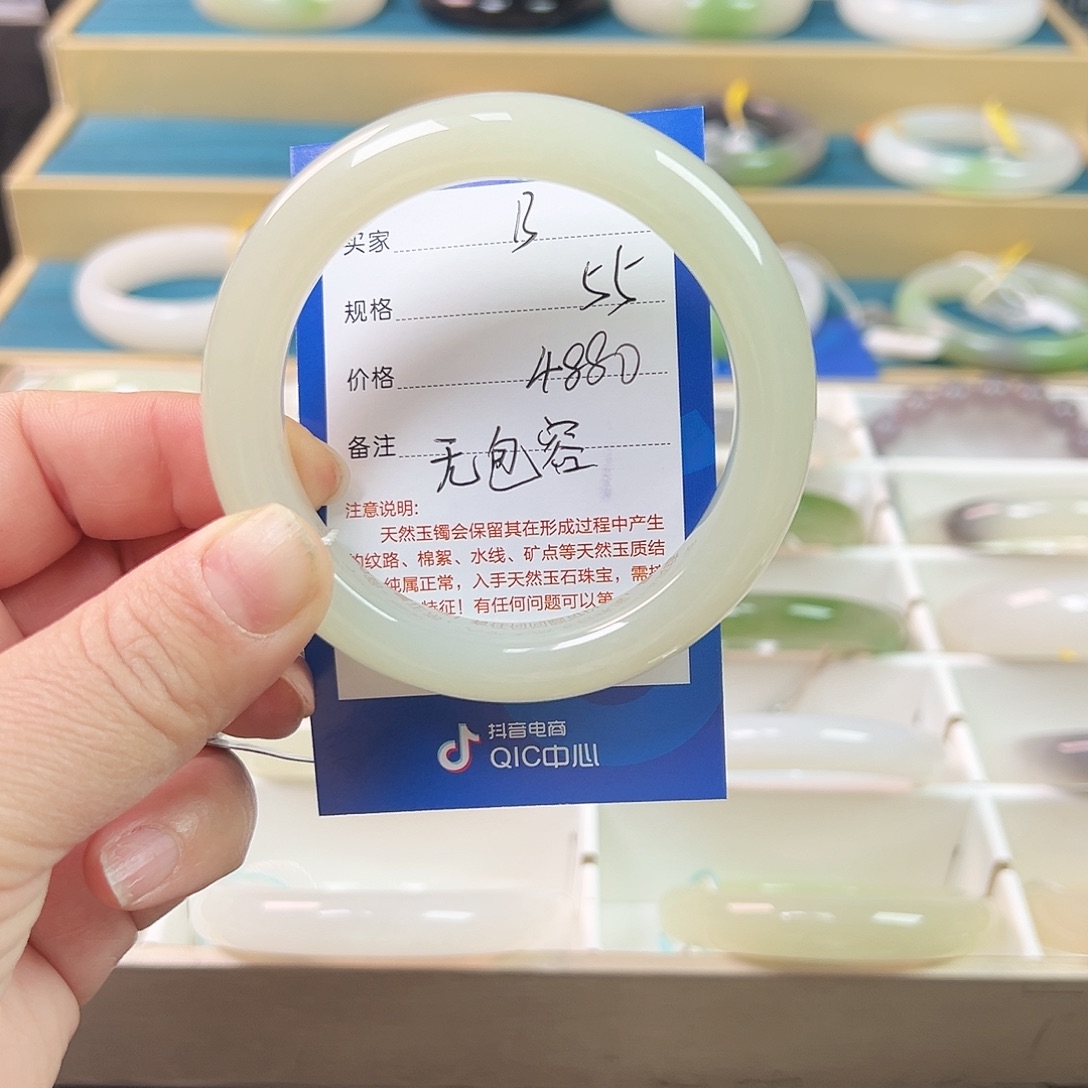 买家 B
规格 55
价格 4880
备注 无包容
注意说明:
天然玉镯会保留其在形成过程中产生
的纹路、棉絮、水线、矿点等天然玉质结
纯属正常，入手天然玉石珠宝，需
特征！有任何问题可以第
抖音电商
QIC中心